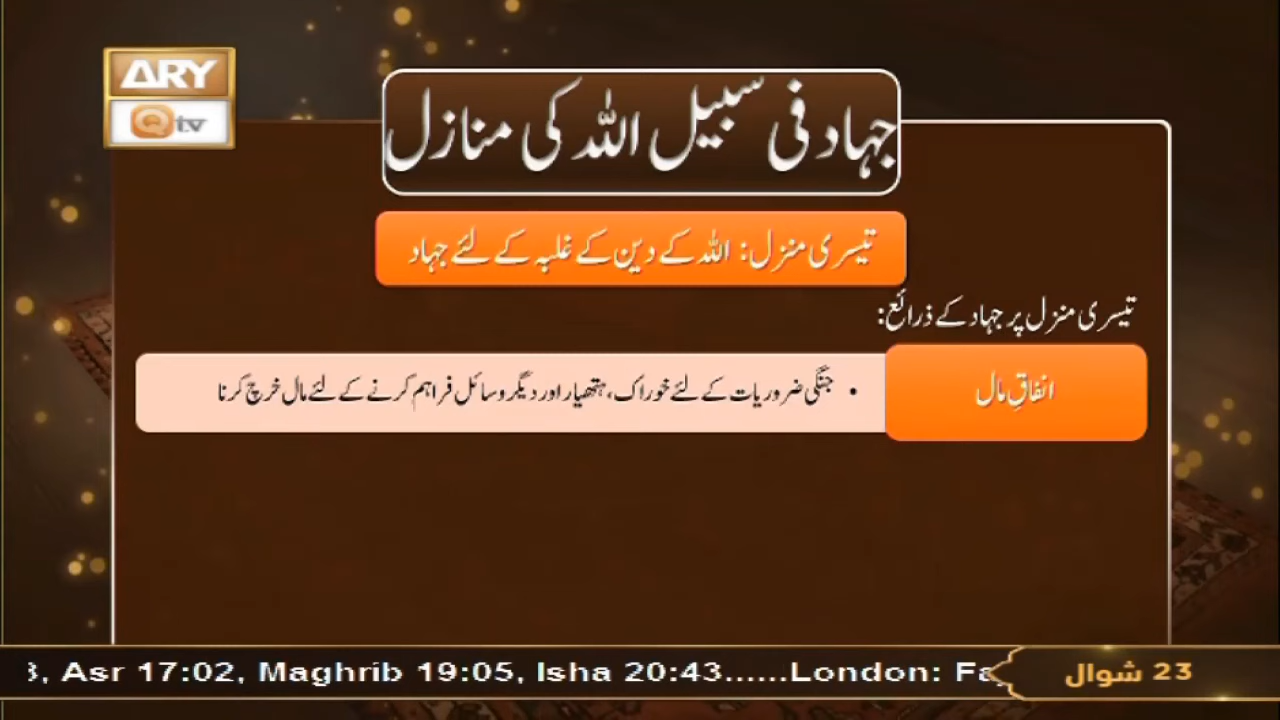 ARY
Qtv
جہاد فی سبیل اللہ کی منازل
تیسری منزل: اللہ کے دین کے غلبہ کے لئے جہاد
تیسری منزل پر جہاد کے ذرائع:
انفاقِ مال
• جنگی ضروریات کے لئے خوراک، ہتھیار اور دیگر وسائل فراہم کرنے کے لئے مال خرچ کرنا
, Asr 17:02, Maghrib 19:05, Isha 20:43......London: Fa
23 شوال